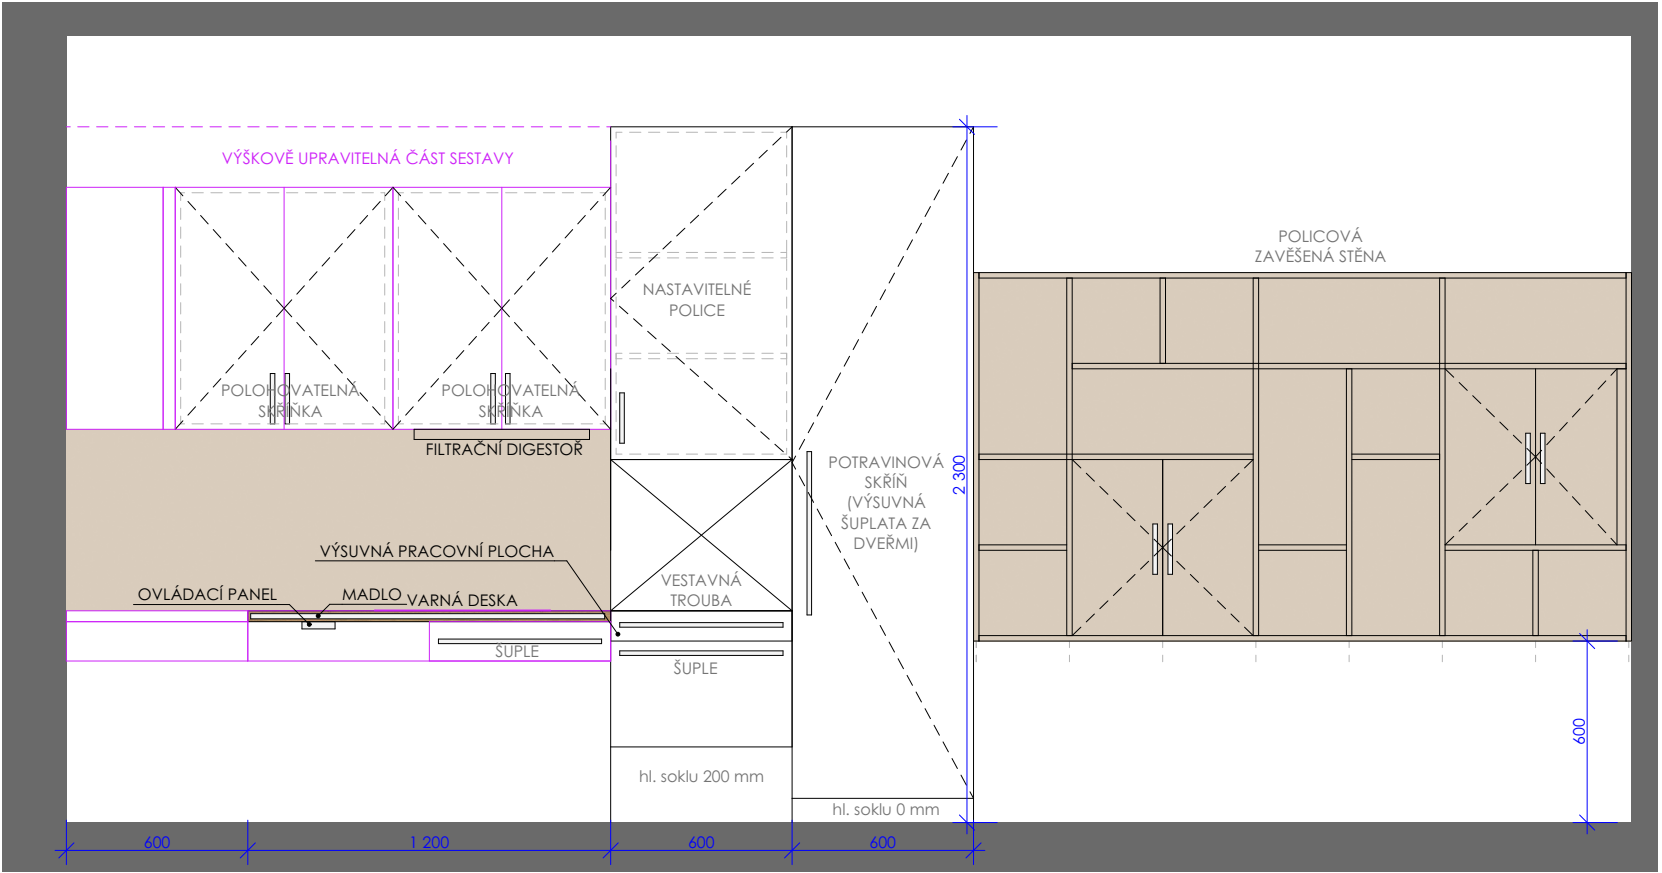 VÝŠKOVĚ UPRAVITELNÁ ČÁST SESTAVY
POLICOVÁ
ZAVĚŠENÁ STĚNA
NASTAVITELNÉ
POLICE
POLOHOVATELNÁ
SKŘÍŇKA
POLOHOVATELNÁ
SKŘÍŇKA
FILTRAČNÍ DIGESTOŘ
POTRAVINOVÁ
SKŘÍŇ
(VÝSUVNÁ
ŠUPLATA ZA
DVEŘMI)
2 300
VÝSUVNÁ PRACOVNÍ PLOCHA
VESTAVNÁ
TROUBA
OVLÁDACÍ PANEL
MADLO
VARNÁ DESKA
ŠUPLE
ŠUPLE
600
hl. soklu 200 mm
hl. soklu 0 mm
600
1 200
600
600